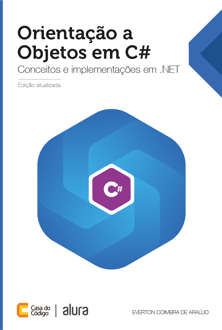 Orientação a
Objetos em C#
Conceitos e implementações em .NET
Edição atualizada
C#
Casa do
Código
alura
EVERTON COIMBRA DE ARAÚJO